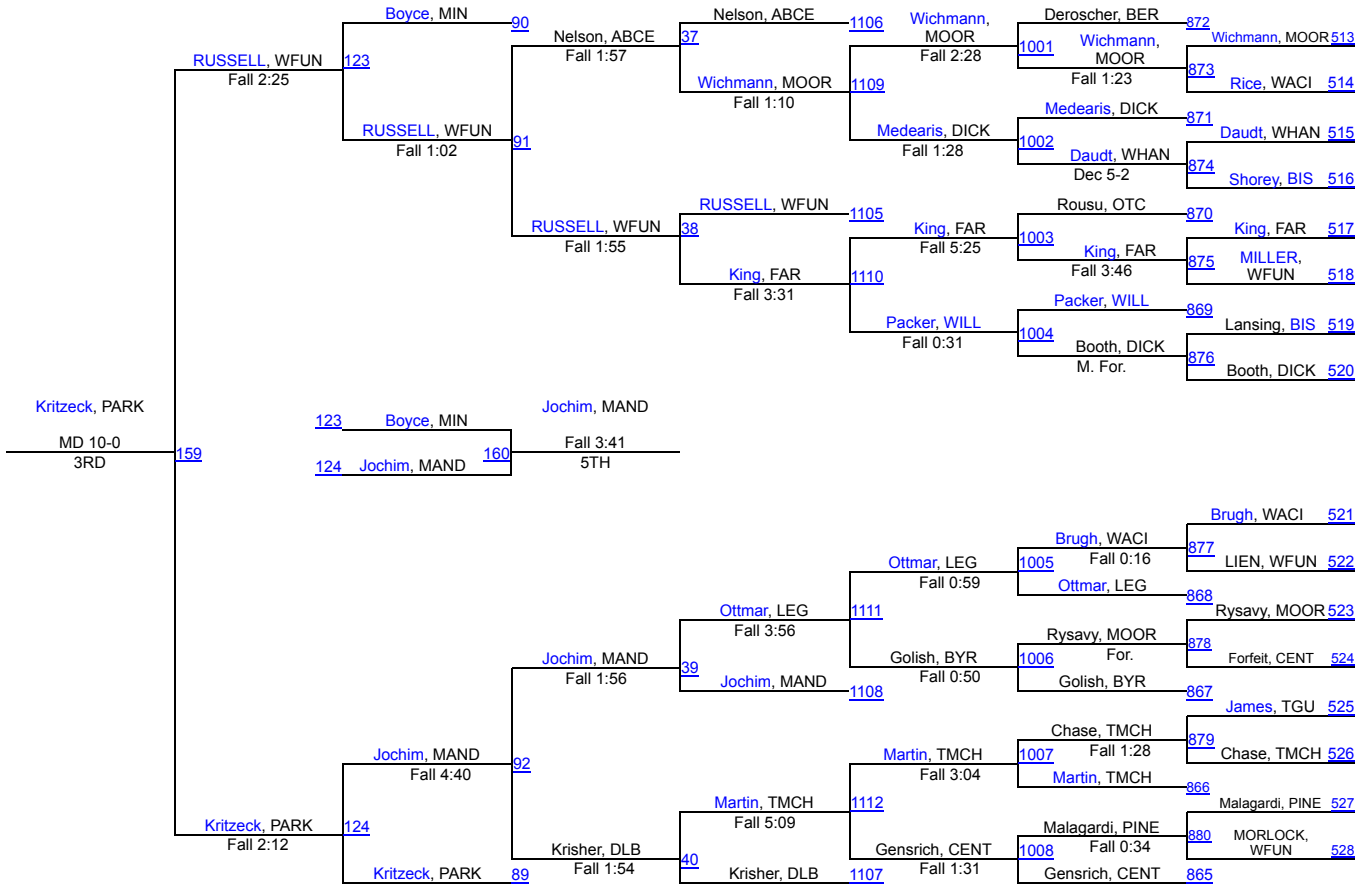 Boyce, MIN
90
Nelson, ABCE
1106
Wichmann,
MOOR
Deroscher, BER
872
Nelson, ABCE
37
Fall 1:57
Fall 2:28
1001
Wichmann,
MOOR
Wichmann, MOOR 513
RUSSELL, WFUN
123
Fall 2:25
Fall 1:23
873
Wichmann, MOOR
1109
Fall 1:10
Rice, WACI 514
Medearis, DICK
871
RUSSELL, WFUN
91
Fall 1:02
Medearis, DICK
1002
Fall 1:28
Daudt, WHAN 515
Daudt, WHAN
874
Dec 5-2
Shorey, BIS 516
RUSSELL, WFUN
1105
Rousu, OTC
870
RUSSELL, WFUN
38
Fall 1:55
King, FAR
1003
Fall 5:25
King, FAR 517
King, FAR
875
Fall 3:46
MILLER,
WFUN 518
King, FAR
1110
Fall 3:31
Packer, WILL
869
Packer, WILL
1004
Fall 0:31
Lansing, BIS 519
Booth, DICK
876
M. For.
Booth, DICK 520
Kritzeck, PARK
MD 10-0
3RD
159
123 Boyce, MIN
124 Jochim, MAND
160
Jochim, MAND
Fall 3:41
5TH
Brugh, WACI 521
Brugh, WACI
877
Fall 0:16
LIEN, WFUN 522
Ottmar, LEG
1005
Fall 0:59
Ottmar, LEG
868
Ottmar, LEG
1111
Fall 3:56
Rysavy, MOOR 523
Rysavy, MOOR
878
For.
Forfeit, CENT 524
Jochim, MAND
39
Fall 1:56
Golish, BYR
1006
Fall 0:50
Jochim, MAND
1108
Golish, BYR
867
James, TGU 525
Chase, TMCH
879
Fall 1:28
Chase, TMCH 526
Jochim, MAND
92
Fall 4:40
Martin, TMCH
1007
Fall 3:04
Martin, TMCH
866
Martin, TMCH
1112
Fall 5:09
Malagardi, PINE 527
Kritzeck, PARK
124
Fall 2:12
Malagardi, PINE
880
Fall 0:34
MORLOCK,
WFUN 528
Krisher, DLB
40
Fall 1:54
Gensrich, CENT
1008
Fall 1:31
Kritzeck, PARK
89
Krisher, DLB
1107
Gensrich, CENT
865